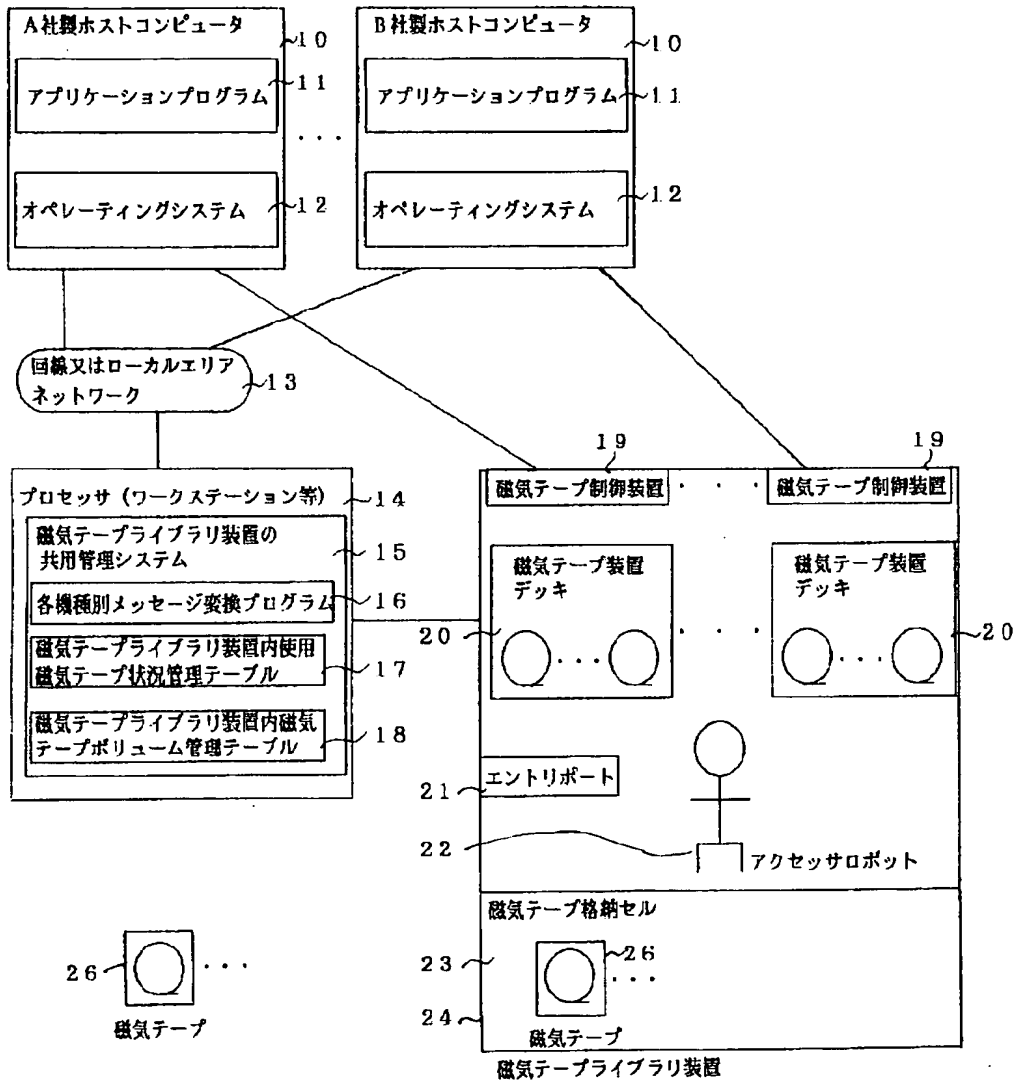 A社製ホストコンピュータ
10
アプリケーションプログラム
11
オペレーティングシステム
12
. . .
B社製ホストコンピュータ
10
アプリケーションプログラム
11
オペレーティングシステム
12
回線又はローカルエリア
ネットワーク
13
プロセッサ（ワークステーション等）
14
磁気テープライブラリ装置の
共用管理システム
15
各機種別メッセージ変換プログラム
16
磁気テープライブラリ装置内使用
磁気テープ状況管理テーブル
17
磁気テープライブラリ装置内磁気
テープボリューム管理テーブル
18
19
磁気テープ制御装置
. . .
19
磁気テープ制御装置
磁気テープ装置
デッキ
20
. . .
. . .
磁気テープ装置
デッキ
20
. . .
エントリポート
21
22
アクセッサロボット
磁気テープ格納セル
23
26
. . .
磁気テープ
24
磁気テープライブラリ装置
26
. . .
磁気テープ